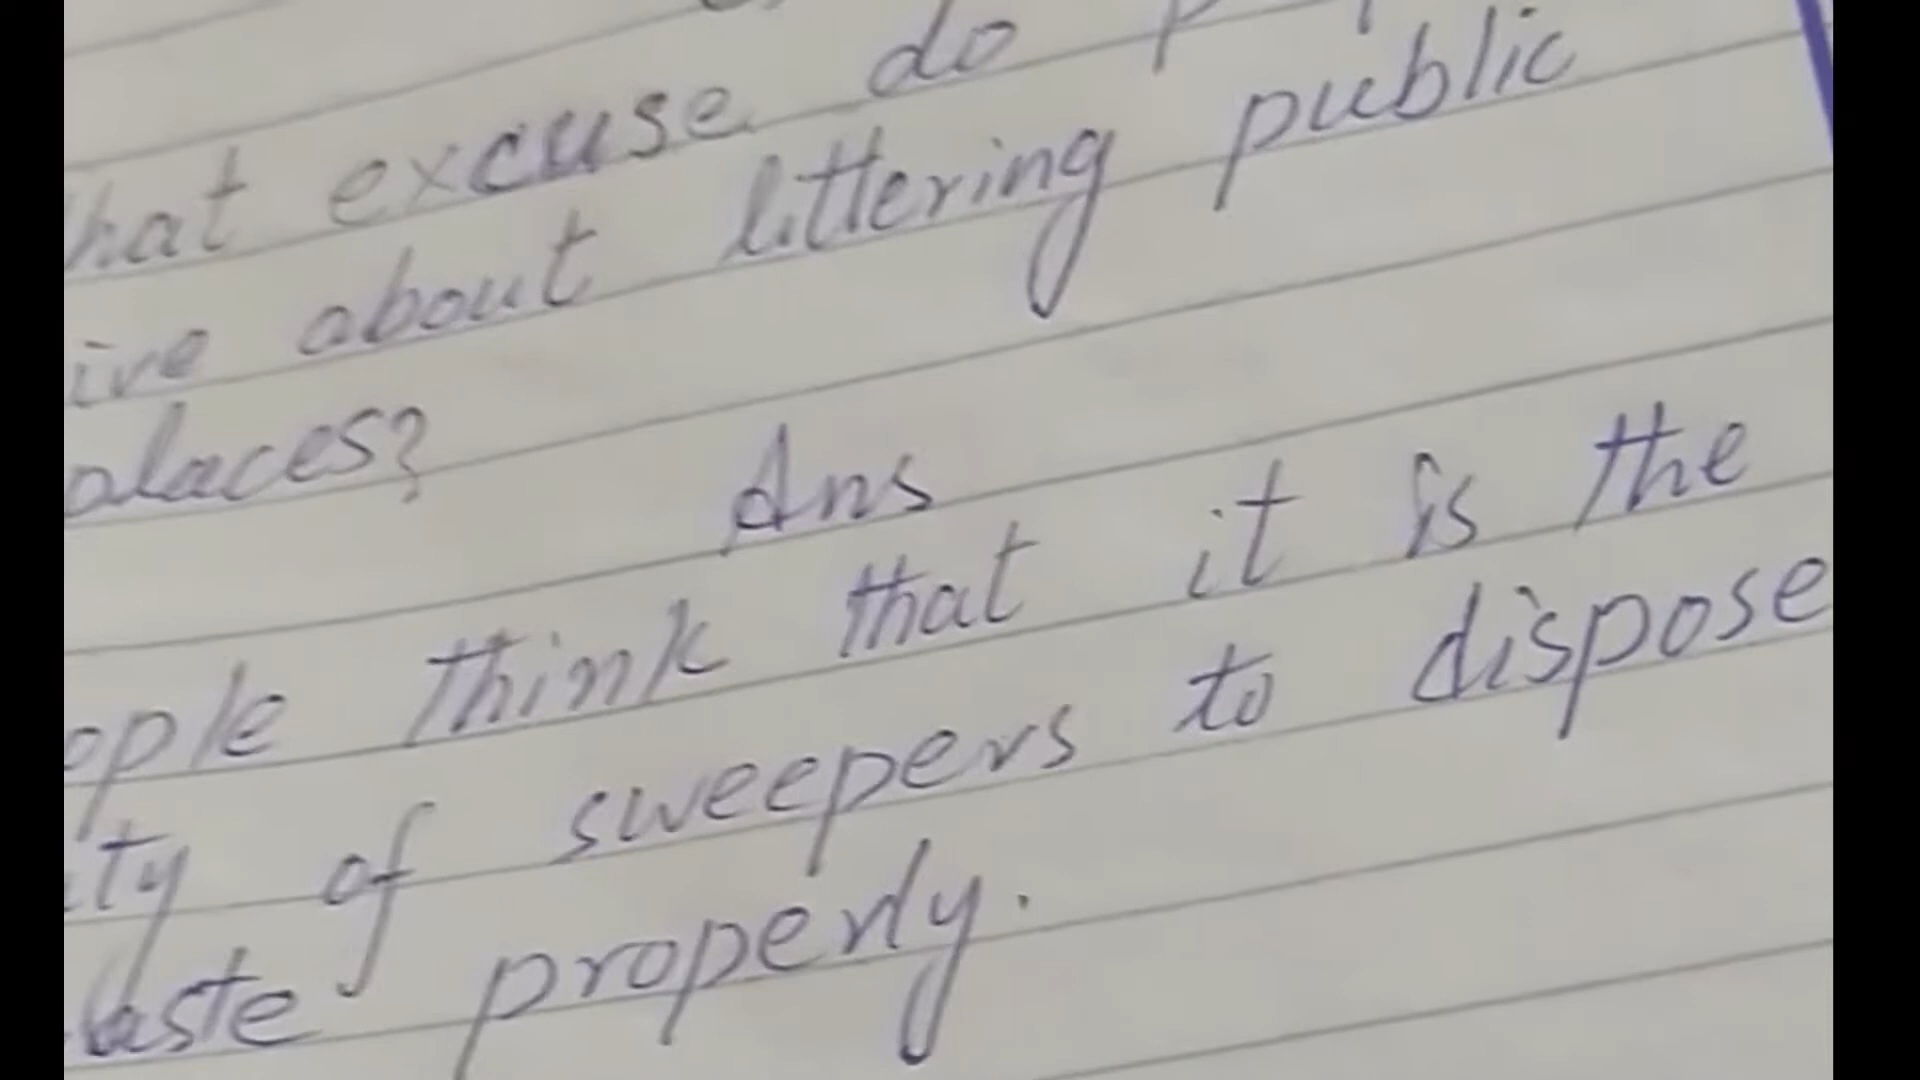 hat excuse do
ive about littering public
places?
Ans
ople think that it is the
ity of sweepers to dispose
aste properly.